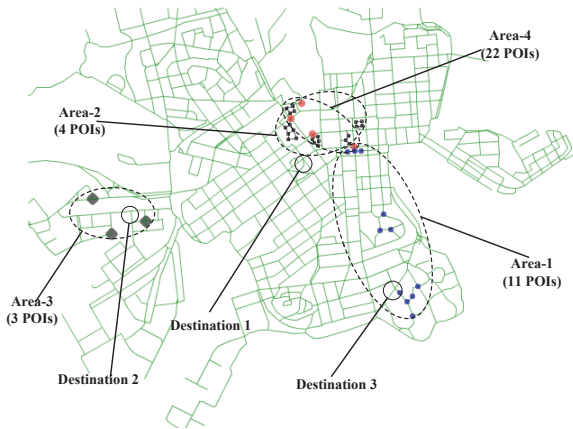 Area-4
(22 POIs)
Area-2
(4 POIs)
Area-1
(11 POIs)
Area-3
(3 POIs)
Destination 1
Destination 2
Destination 3